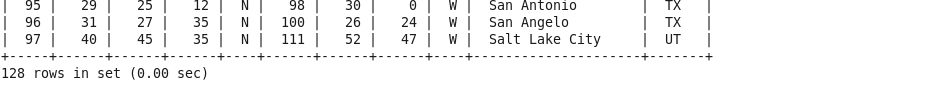 |  95 |   29 |   25 |   12 | N  |    98 |   30 |    0 | W  | San Antonio         | TX    |
|  96 |   31 |   27 |   35 | N  |   100 |   26 |   24 | W  | San Angelo          | TX    |
|  97 |   40 |   45 |   35 | N  |   111 |   52 |   47 | W  | Salt Lake City      | UT    |
+-----+------+------+------+----+-------+------+------+----+---------------------+-------+
128 rows in set (0.00 sec)